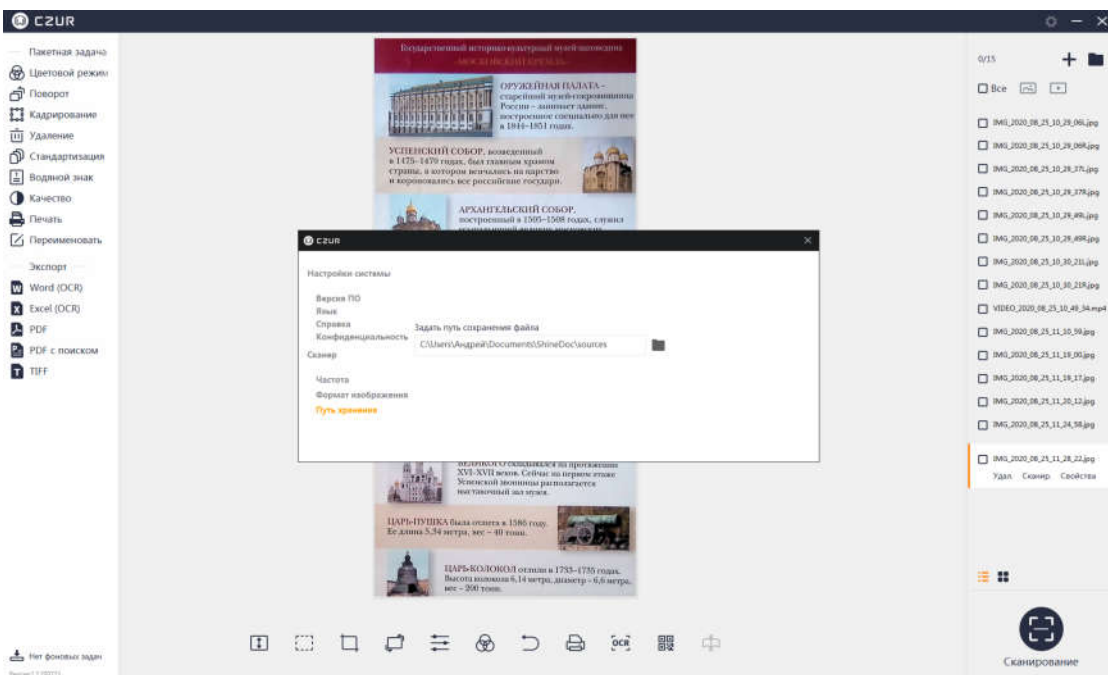 CZUR
Пакетная задача
Цветовой режим
Поворот
Кадрирование
Удаление
Стандартизация
Водяной знак
Качество
Печать
Переименовать
Экспорт
Word (OCR)
Excel (OCR)
PDF
PDF с поиском
TIFF
Нет фоновых задач
Государственный историко-культурный музей-заповедник
«МОСКОВСКИЙ КРЕМЛЬ»
ОРУЖЕЙНАЯ ПАЛАТА –
старейший музей-сокровищница
России – занимает здание,
построенное специально для нее
в 1844–1851 годах.
УСПЕНСКИЙ СОБОР, возведенный
в 1475–1479 годах, был главным храмом
страны, в котором венчались на царство
и короновались все российские государи.
АРХАНГЕЛЬСКИЙ СОБОР,
построенный в 1505–1508 годах, служил
CZUR
Настройки системы
Версия ПО
Язык
Справка
Конфиденциальность
Сканер
Частота
Формат изображения
Путь хранения
Задать путь сохранения файла
C:\Users\Андрей\Documents\ShineDoc\sources
ВЕЛИКОГО складывался на протяжении
XVI–XVII веков. Сейчас на первом этаже
Успенской звонницы располагается
выставочный зал музея.
ЦАРЬ-ПУШКА была отлита в 1586 году.
Ее длина 5,34 метра, вес – 40 тонн.
ЦАРЬ-КОЛОКОЛ отлили в 1733–1735 годах.
Высота колокола 6,14 метра, диаметр – 6,6 метра,
вес – 200 тонн.
OCR
0/15
Все
IMG_2020_08_25_10_29_06L.jpg
IMG_2020_08_25_10_29_06R.jpg
IMG_2020_08_25_10_29_37L.jpg
IMG_2020_08_25_10_29_37R.jpg
IMG_2020_08_25_10_29_49L.jpg
IMG_2020_08_25_10_29_49R.jpg
IMG_2020_08_25_10_30_21L.jpg
IMG_2020_08_25_10_30_21R.jpg
VIDEO_2020_08_25_10_49_34.mp4
IMG_2020_08_25_11_10_59.jpg
IMG_2020_08_25_11_19_00.jpg
IMG_2020_08_25_11_19_17.jpg
IMG_2020_08_25_11_20_12.jpg
IMG_2020_08_25_11_24_58.jpg
IMG_2020_08_25_11_28_22.jpg
Удал Сканир Свойства
Сканирование